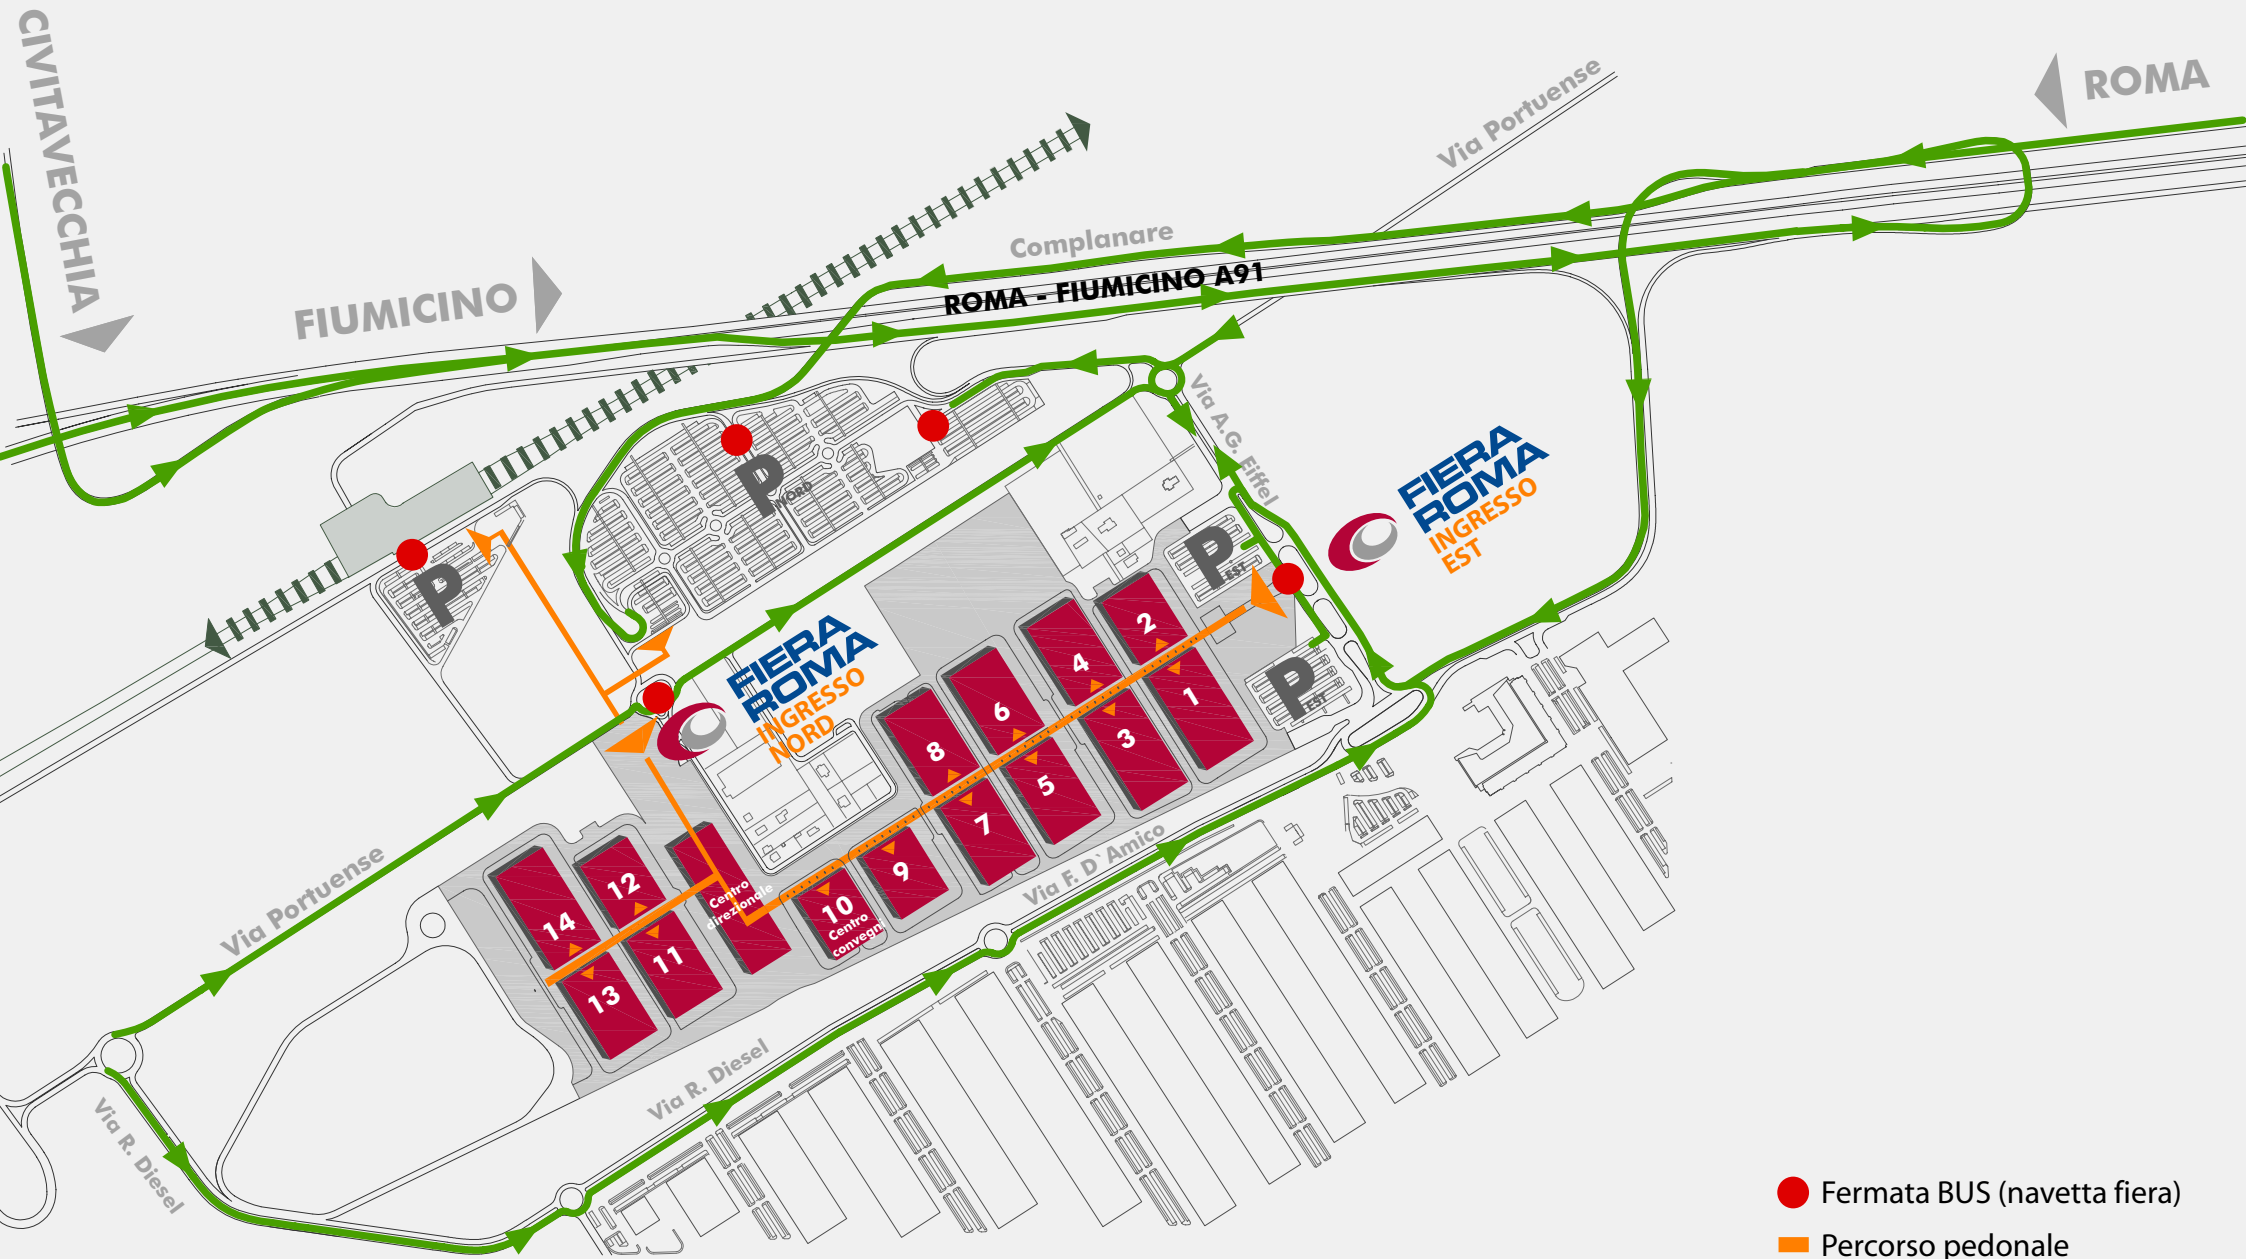 CIVITAVECCHIA
FIUMICINO
Complanare
ROMA - FIUMICINO A91
Via Portuense
ROMA
Via A.G. Eiffel
P
NORD
P
P
EST
P
EST
FIERA
ROMA
INGRESSO
EST
FIERA
ROMA
INGRESSO
NORD
2
4
1
6
3
8
5
7
9
10
Centro
convegni
Centro
direzionale
12
14
11
13
Via Portuense
Via F. D`Amico
Via R. Diesel
Via R. Diesel
Fermata BUS (navetta fiera)
Percorso pedonale